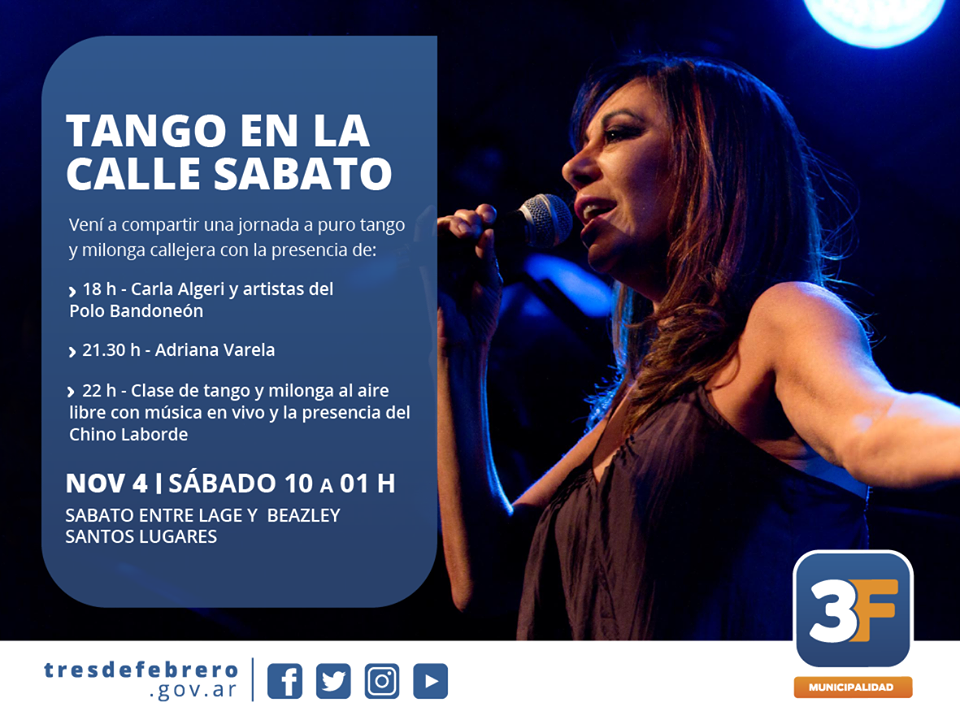 TANGO EN LA
CALLE SABATO
Vení a compartir una jornada a puro tango
y milonga callejera con la presencia de:
18 h - Carla Algeri y artistas del
Polo Bandoneón
21.30 h - Adriana Varela
22 h - Clase de tango y milonga al aire
libre con música en vivo y la presencia del
Chino Laborde
NOV 4 | SÁBADO 10 A 01 H
SABATO ENTRE LAGE Y BEAZLEY
SANTOS LUGARES
3F
MUNICIPALIDAD
tresdefebrero
.gov.ar